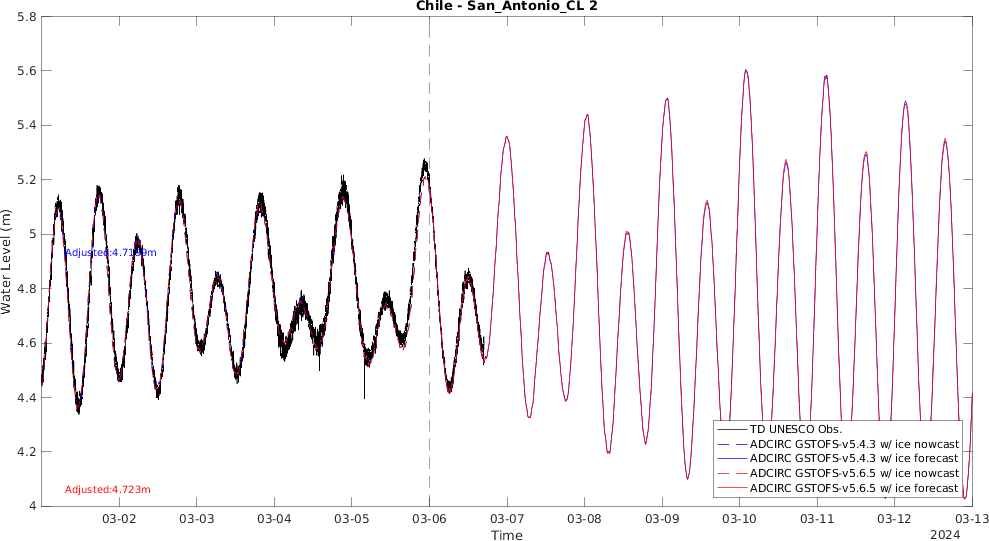 Chile - San_Antonio_CL 2
5.8
5.6
5.4
5.2
5
4.8
4.6
4.4
4.2
4
Water Level (m)
Adjusted:4.723m
TD UNESCO Obs.
ADCIRC GSTOFS-v5.4.3 w/ ice nowcast
ADCIRC GSTOFS-v5.4.3 w/ ice forecast
ADCIRC GSTOFS-v5.6.5 w/ ice nowcast
ADCIRC GSTOFS-v5.6.5 w/ ice forecast
03-02 03-03 03-04 03-05 03-06 03-07 03-08 03-09 03-10 03-11 03-12 03-13
Time
2024